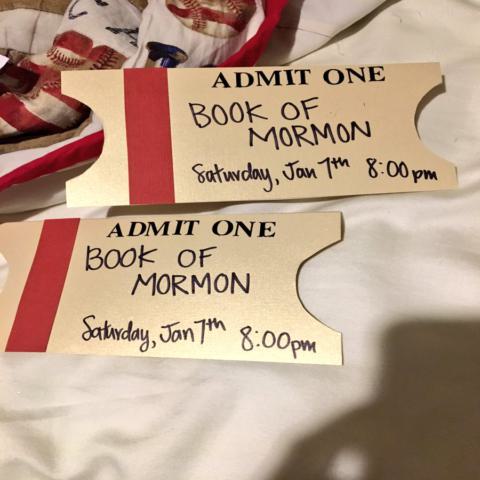 ADMIT ONE
BOOK OF
MORMON
Saturday, Jan 7th 8:00pm
ADMIT ONE
BOOK OF
MORMON
Saturday, Jan 7th 8:00pm